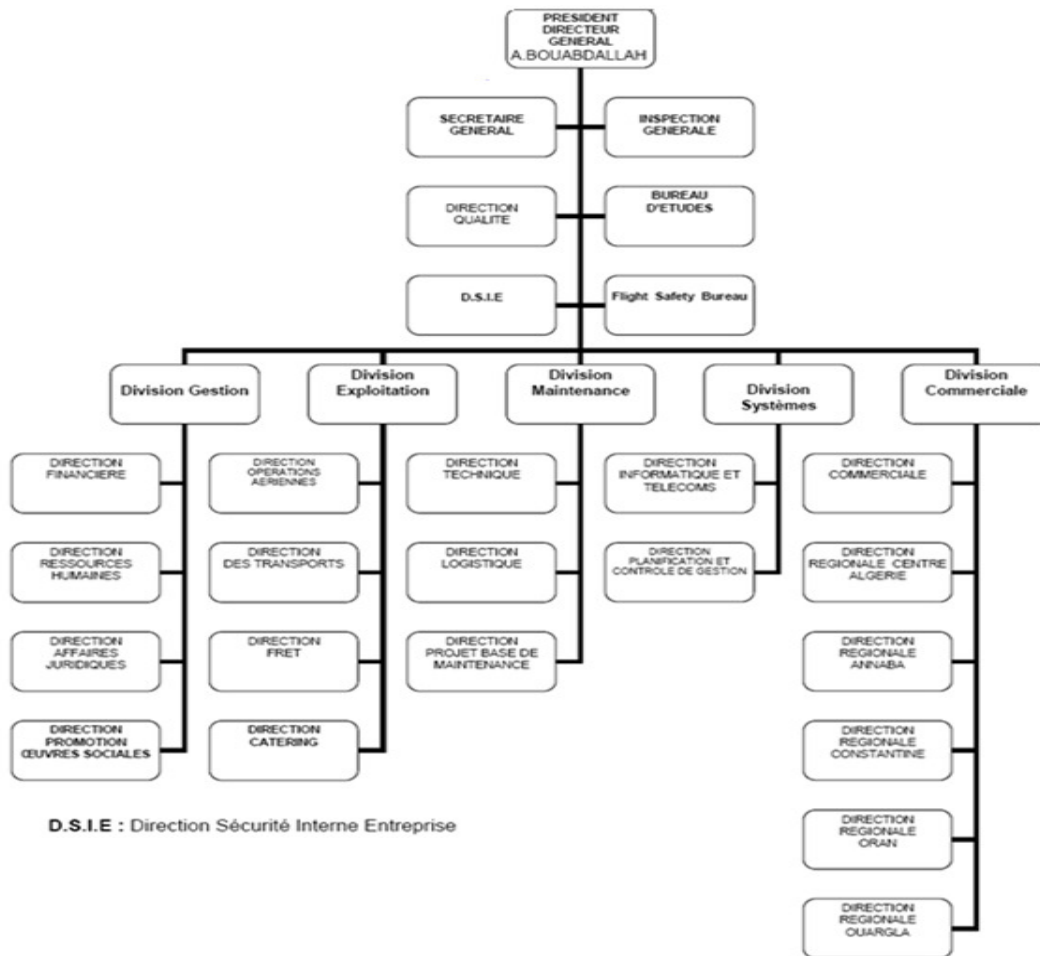 PRESIDENT
DIRECTEUR
GENERAL
A.BOUABDALLAH
SECRETAIRE
GENERAL
INSPECTION
GENERALE
DIRECTION
QUALITE
BUREAU
D'ETUDES
D.S.I.E
Flight Safety Bureau
Division Gestion
Division
Exploitation
Division
Maintenance
Division
Systèmes
Division
Commerciale
DIRECTION
FINANCIERE
DIRECTION
OPERATIONS
AERIENNES
DIRECTION
TECHNIQUE
DIRECTION
INFORMATIQUE ET
TELECOMS
DIRECTION
COMMERCIALE
DIRECTION
RESSOURCES
HUMAINES
DIRECTION
DES TRANSPORTS
DIRECTION
LOGISTIQUE
DIRECTION
PLANIFICATION ET
CONTROLE DE GESTION
DIRECTION
REGIONALE CENTRE
ALGERIE
DIRECTION
AFFAIRES
JURIDIQUES
DIRECTION
FRET
DIRECTION
PROJET BASE DE
MAINTENANCE
DIRECTION
REGIONALE
ANNABA
DIRECTION
PROMOTION
ŒUVRES SOCIALES
DIRECTION
CATERING
DIRECTION
REGIONALE
CONSTANTINE
D.S.I.E : Direction Sécurité Interne Entreprise
DIRECTION
REGIONALE
ORAN
DIRECTION
REGIONALE
OUARGLA